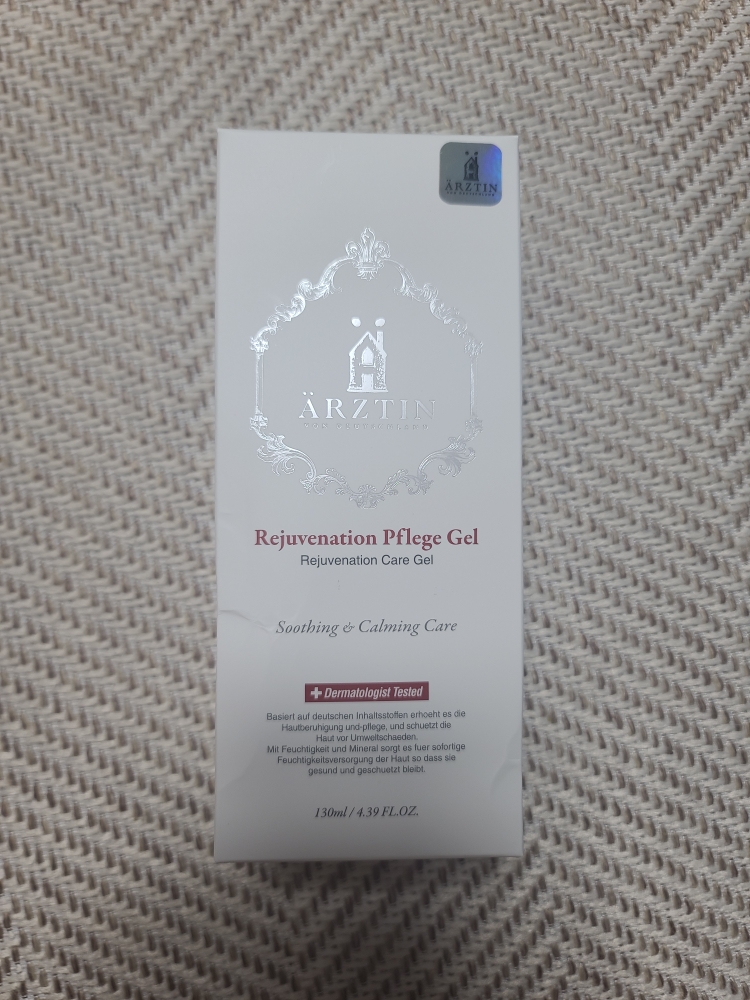 ÄRZTIN
ÄRZTIN
Rejuvenation Pflege Gel
Rejuvenation Care Gel
Soothing & Calming Care
Dermatologist Tested
Basiert auf deutschen Inhaltsstoffen erhoeht es die
Hautberuhigung und-pflege, und schuetzt die
Haut vor Umweltschaeden.
Mit Feuchtigkeit und Mineral sorgt es fuer sofortige
Feuchtigkeitsversorgung der Haut so dass sie
gesund und geschuetzt bleibt.
130ml / 4.39 FL.OZ.